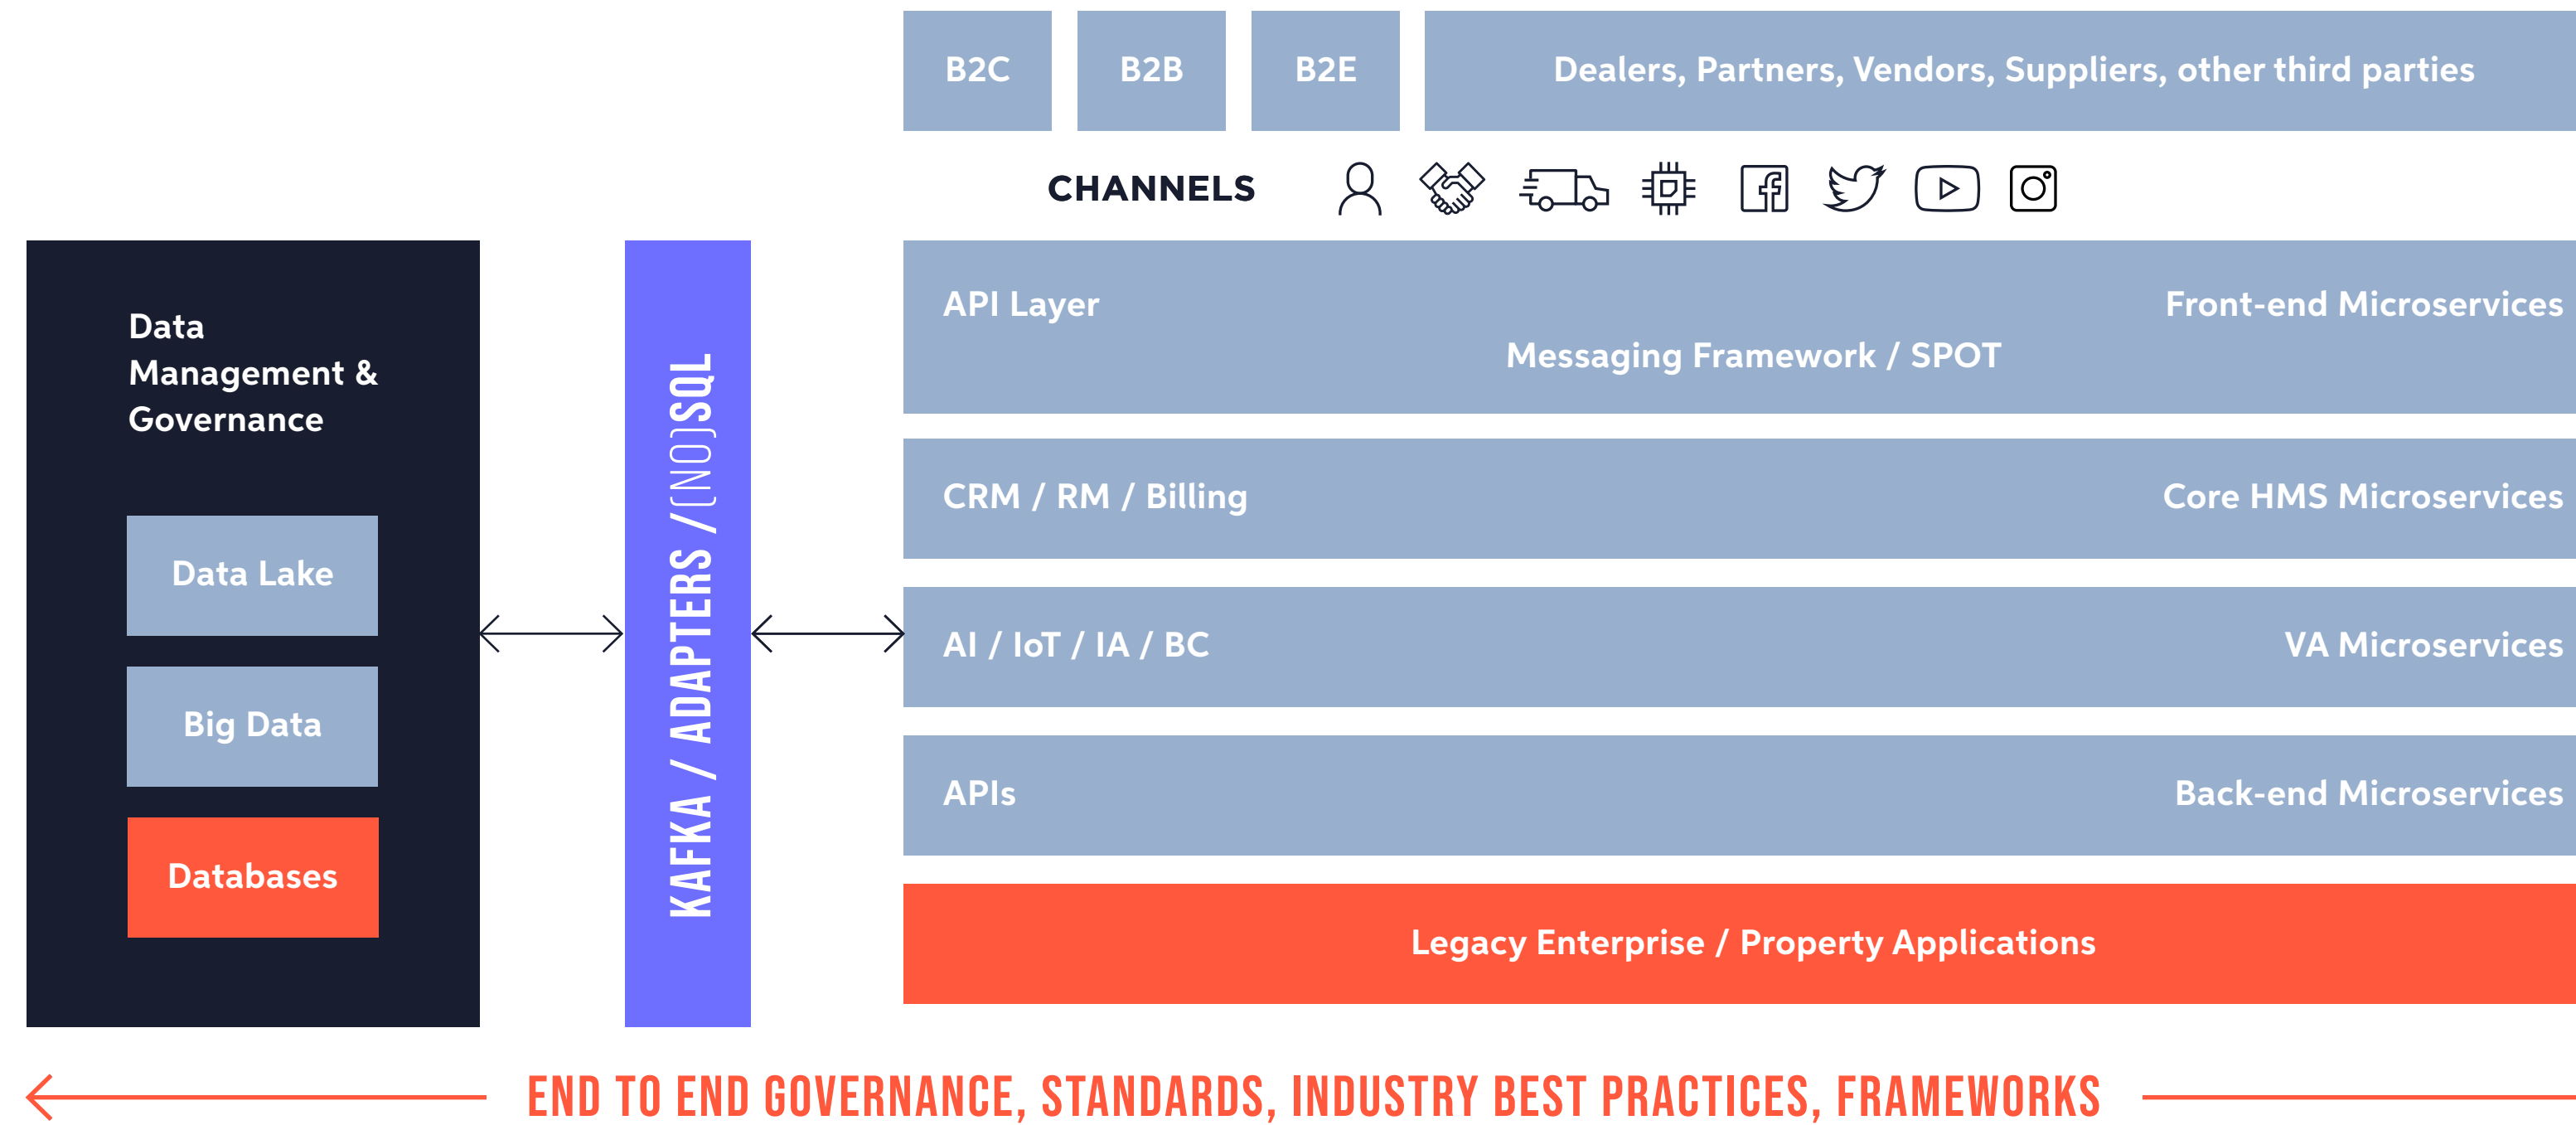 B2C
B2B
B2E
Dealers, Partners, Vendors, Suppliers, other third parties
CHANNELS
Data
Management &
Governance
Data Lake
Big Data
Databases
KAFKA / ADAPTERS /(NO)SQL
API Layer
Front-end Microservices
Messaging Framework / SPOT
CRM / RM / Billing
Core HMS Microservices
AI / IoT / IA / BC
VA Microservices
APIs
Back-end Microservices
Legacy Enterprise / Property Applications
END TO END GOVERNANCE, STANDARDS, INDUSTRY BEST PRACTICES, FRAMEWORKS